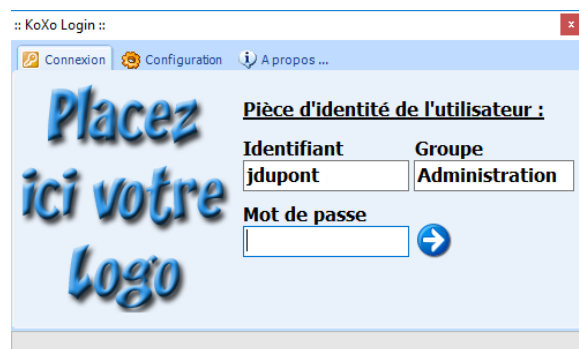 :: KoXo Login ::
x
Connexion Configuration A propos ...
Placez
ici votre
Logo
Pièce d'identité de l'utilisateur :
Identifiant Groupe
jdupont Administration
Mot de passe